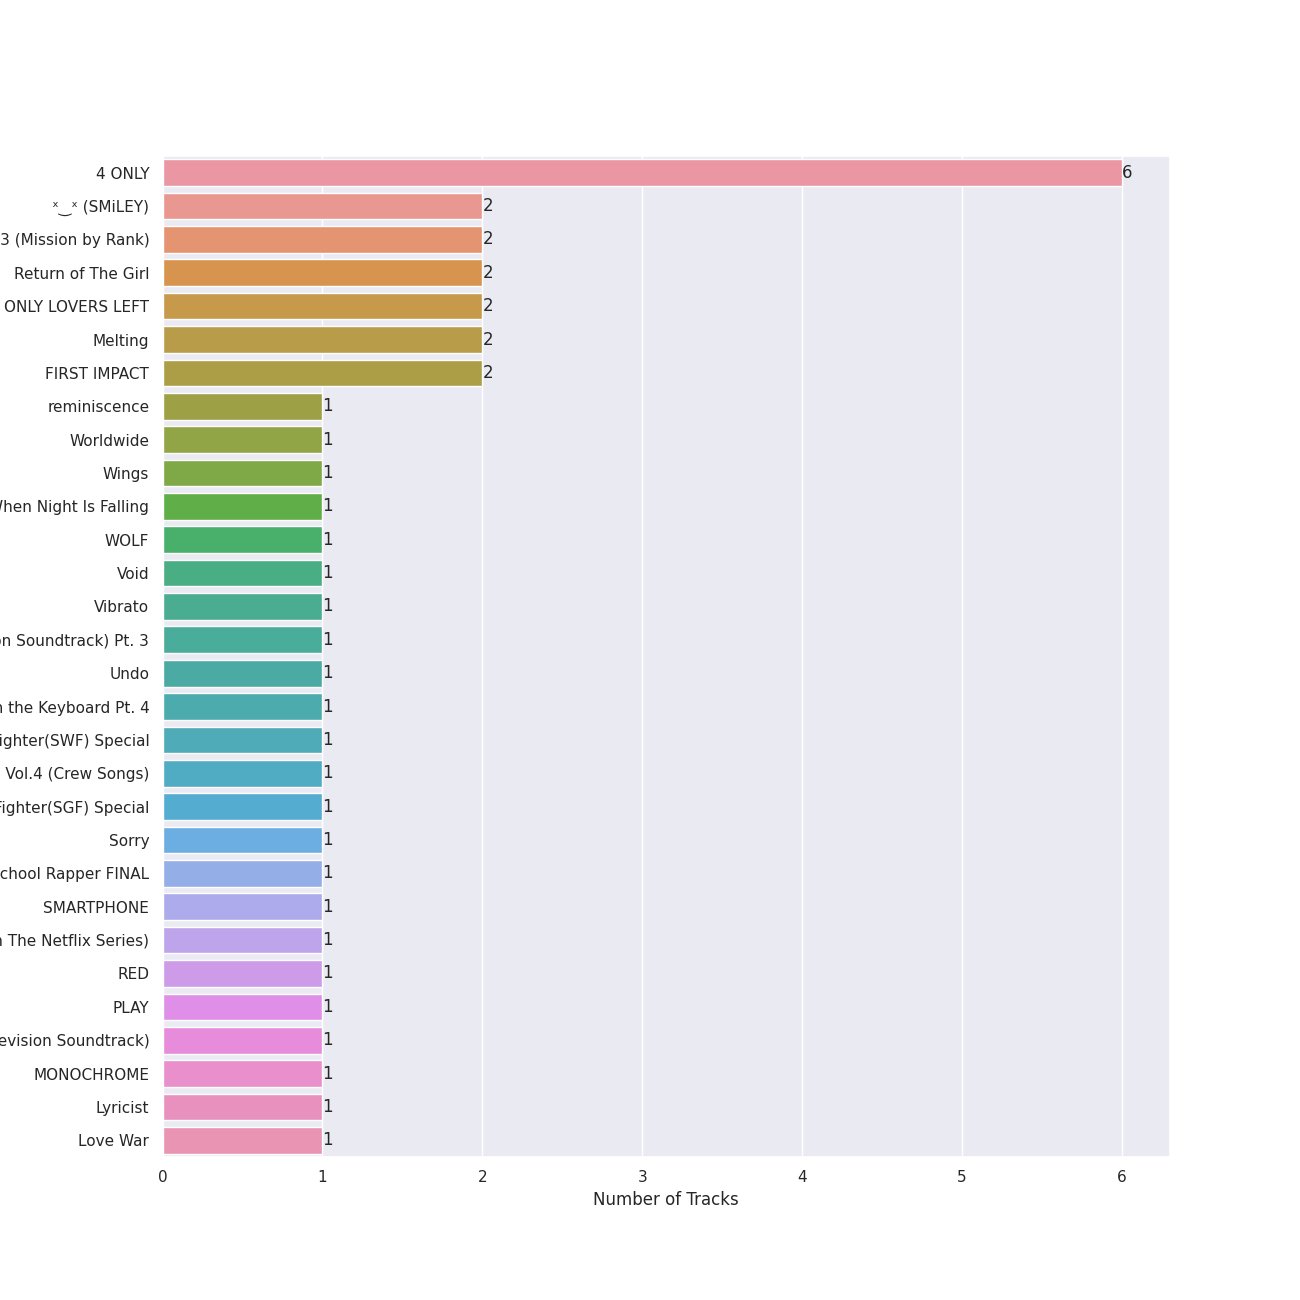 4 ONLY 6
ˣ‿ˣ (SMiLEY) 2
3 (Mission by Rank) 2
Return of The Girl 2
ONLY LOVERS LEFT 2
Melting 2
FIRST IMPACT 2
reminiscence 1
Worldwide 1
Wings 1
When Night Is Falling 1
WOLF 1
Void 1
Vibrato 1
Soundtrack) Pt. 3 1
Undo 1
the Keyboard Pt. 4 1
ighter(SWF) Special 1
Vol.4 (Crew Songs) 1
Fighter(SGF) Special 1
Sorry 1
chool Rapper FINAL 1
SMARTPHONE 1
The Netflix Series) 1
RED 1
PLAY 1
evision Soundtrack) 1
MONOCHROME 1
Lyricist 1
Love War 1
0 1 2 3 4 5 6
Number of Tracks